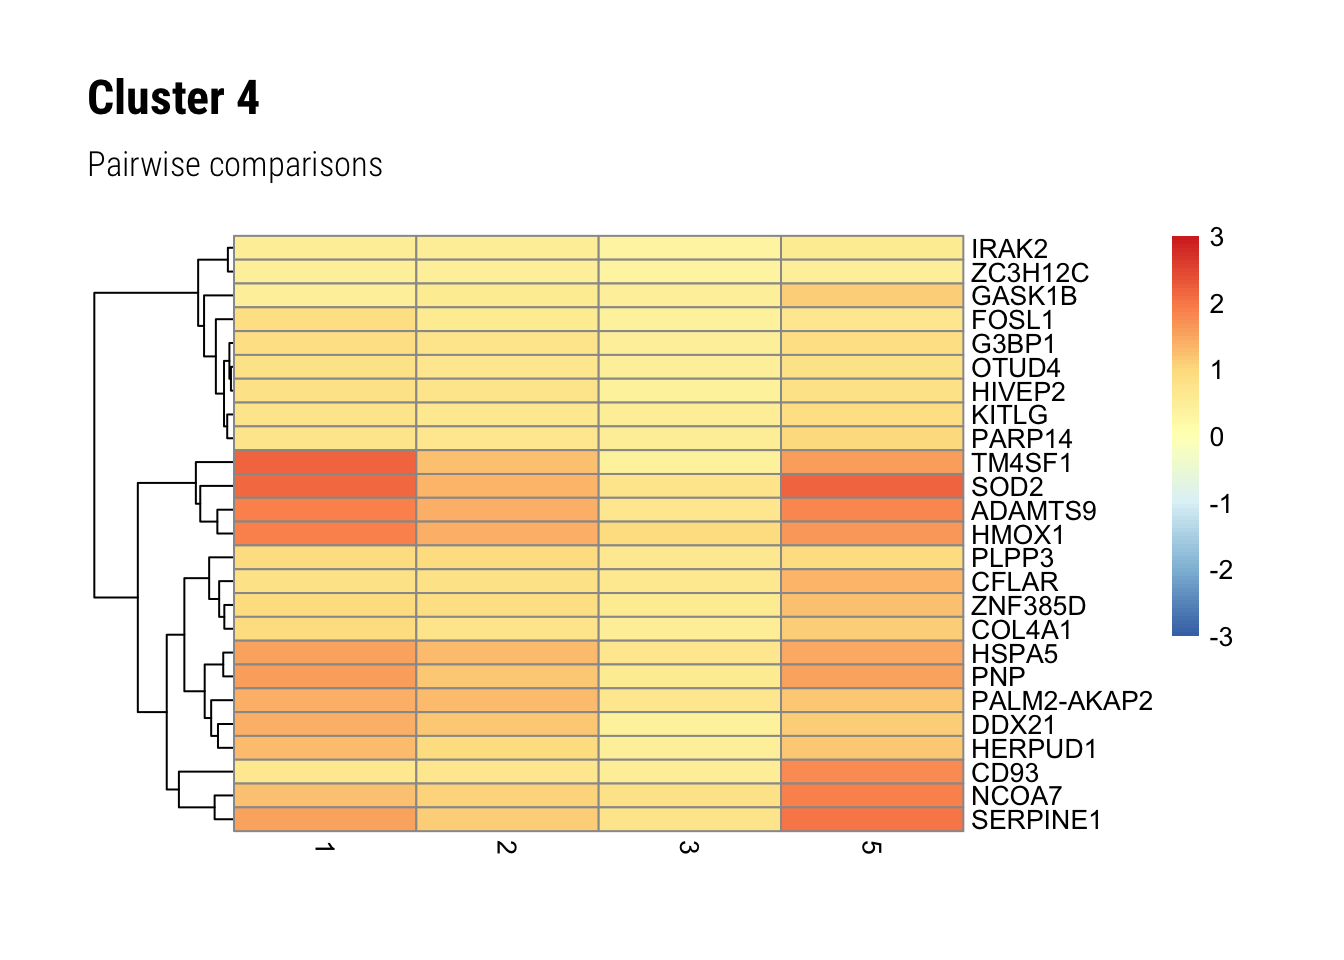 Cluster 4
Pairwise comparisons
IRAK2
ZC3H12C
GASK1B
FOSL1
G3BP1
OTUD4
HIVEP2
KITLG
PARP14
TM4SF1
SOD2
ADAMTS9
HMOX1
PLPP3
CFLAR
ZNF385D
COL4A1
HSPA5
PNP
PALM2-AKAP2
DDX21
HERPUD1
CD93
NCOA7
SERPINE1
3
2
1
0
-1
-2
-3
1
2
3
5